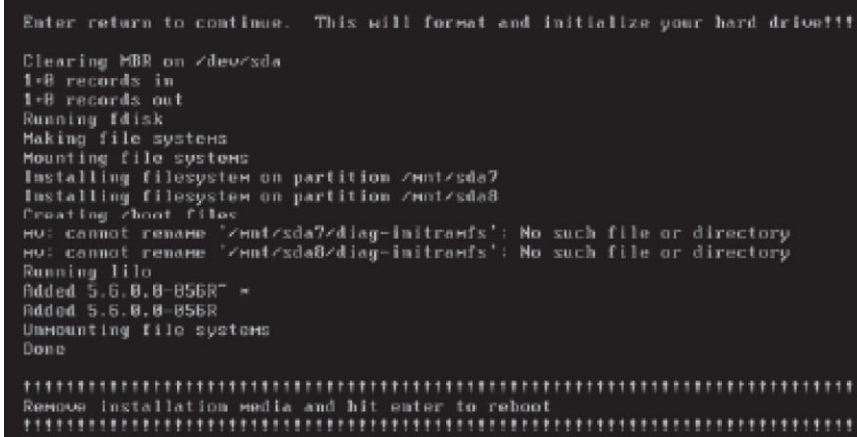 Enter return to continue.  This will format and initialize your hard drive!!!
Clearing MBR on /dev/sda
1+0 records in
1+0 records out
Running fdisk
Making file systems
Mounting file systems
Installing filesystem on partition /mnt/sda7
Installing filesystem on partition /mnt/sda8
Creating /boot files
mv: cannot rename '/mnt/sda7/diag-initramfs': No such file or directory
mv: cannot rename '/mnt/sda8/diag-initramfs': No such file or directory
Running lilo
Added 5.6.0.0-056R~ *
Added 5.6.0.0-056R
Unmounting file systems
Done
Remove installation media and hit enter to reboot